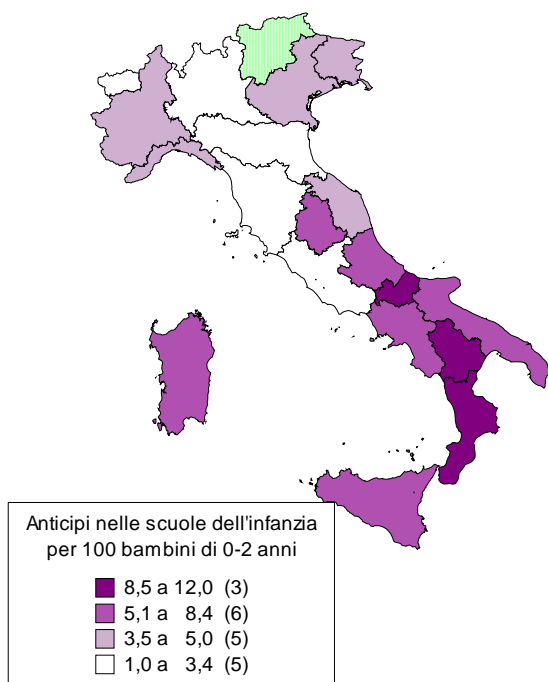 Anticipi nelle scuole dell'infanzia
per 100 bambini di 0-2 anni
8,5 a 12,0 (3)
5,1 a 8,4 (6)
3,5 a 5,0 (5)
1,0 a 3,4 (5)